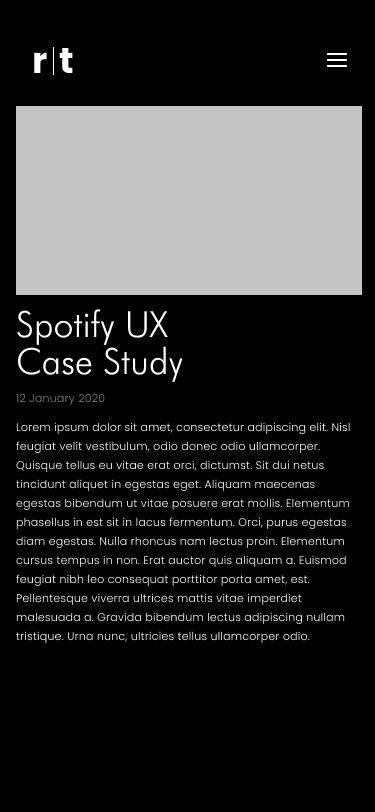 r|t
Spotify UX
Case Study
12 January 2020
Lorem ipsum dolor sit amet, consectetur adipiscing elit. Nisl
feugiat velit vestibulum, odio donec odio ullamcorper.
Quisque tellus eu vitae erat orci, dictumst. Sit dui netus
tincidunt aliquet in egestas eget. Aliquam maecenas
egestas bibendum ut vitae posuere erat mollis. Elementum
phasellus in est sit in lacus fermentum. Orci, purus egestas
diam egestas. Nulla rhoncus nam lectus proin. Elementum
cursus tempus in non. Erat auctor quis aliquam a. Euismod
feugiat nibh leo consequat porttitor porta amet, est.
Pellentesque viverra ultrices mattis vitae imperdiet
malesuada a. Gravida bibendum lectus adipiscing nullam
tristique. Urna nunc, ultricies tellus ullamcorper odio.